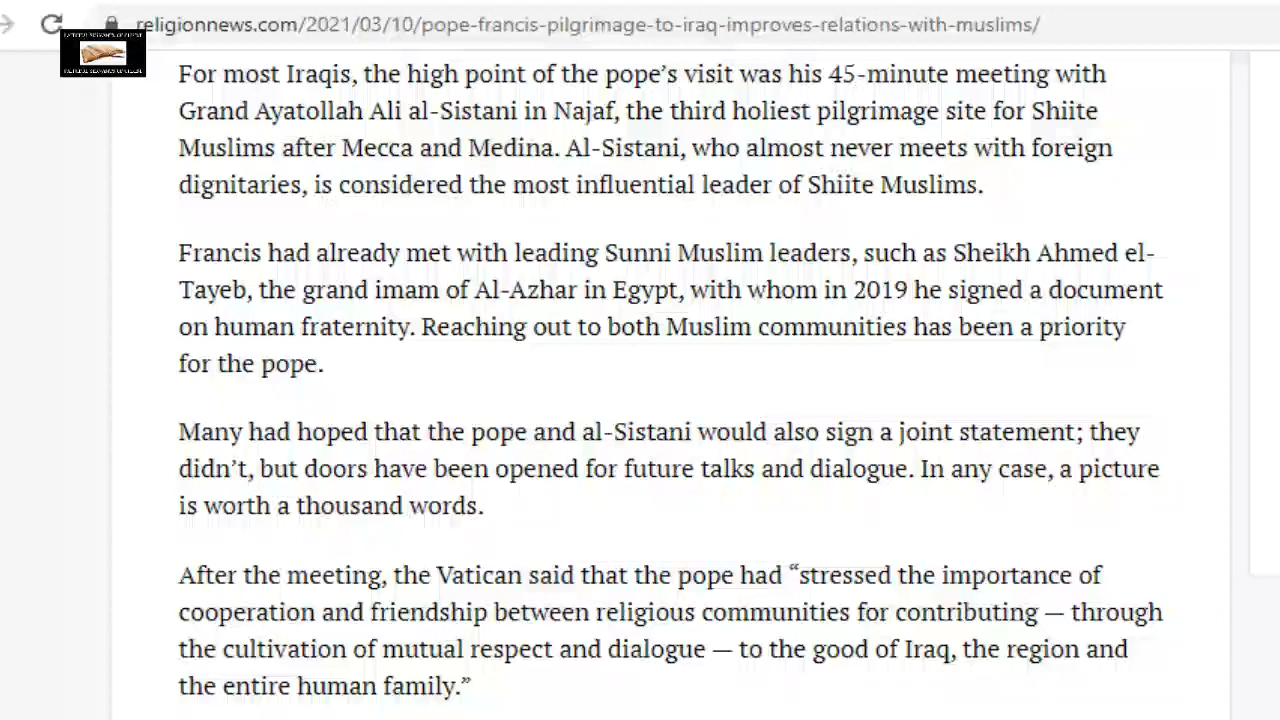 religionnews.com/2021/03/10/pope-francis-pilgrimage-to-iraq-improves-relations-with-muslims/
For most Iraqis, the high point of the pope’s visit was his 45-minute meeting with
Grand Ayatollah Ali al-Sistani in Najaf, the third holiest pilgrimage site for Shiite
Muslims after Mecca and Medina. Al-Sistani, who almost never meets with foreign
dignitaries, is considered the most influential leader of Shiite Muslims.
Francis had already met with leading Sunni Muslim leaders, such as Sheikh Ahmed el-
Tayeb, the grand imam of Al-Azhar in Egypt, with whom in 2019 he signed a document
on human fraternity. Reaching out to both Muslim communities has been a priority
for the pope.
Many had hoped that the pope and al-Sistani would also sign a joint statement; they
didn’t, but doors have been opened for future talks and dialogue. In any case, a picture
is worth a thousand words.
After the meeting, the Vatican said that the pope had “stressed the importance of
cooperation and friendship between religious communities for contributing — through
the cultivation of mutual respect and dialogue — to the good of Iraq, the region and
the entire human family.”